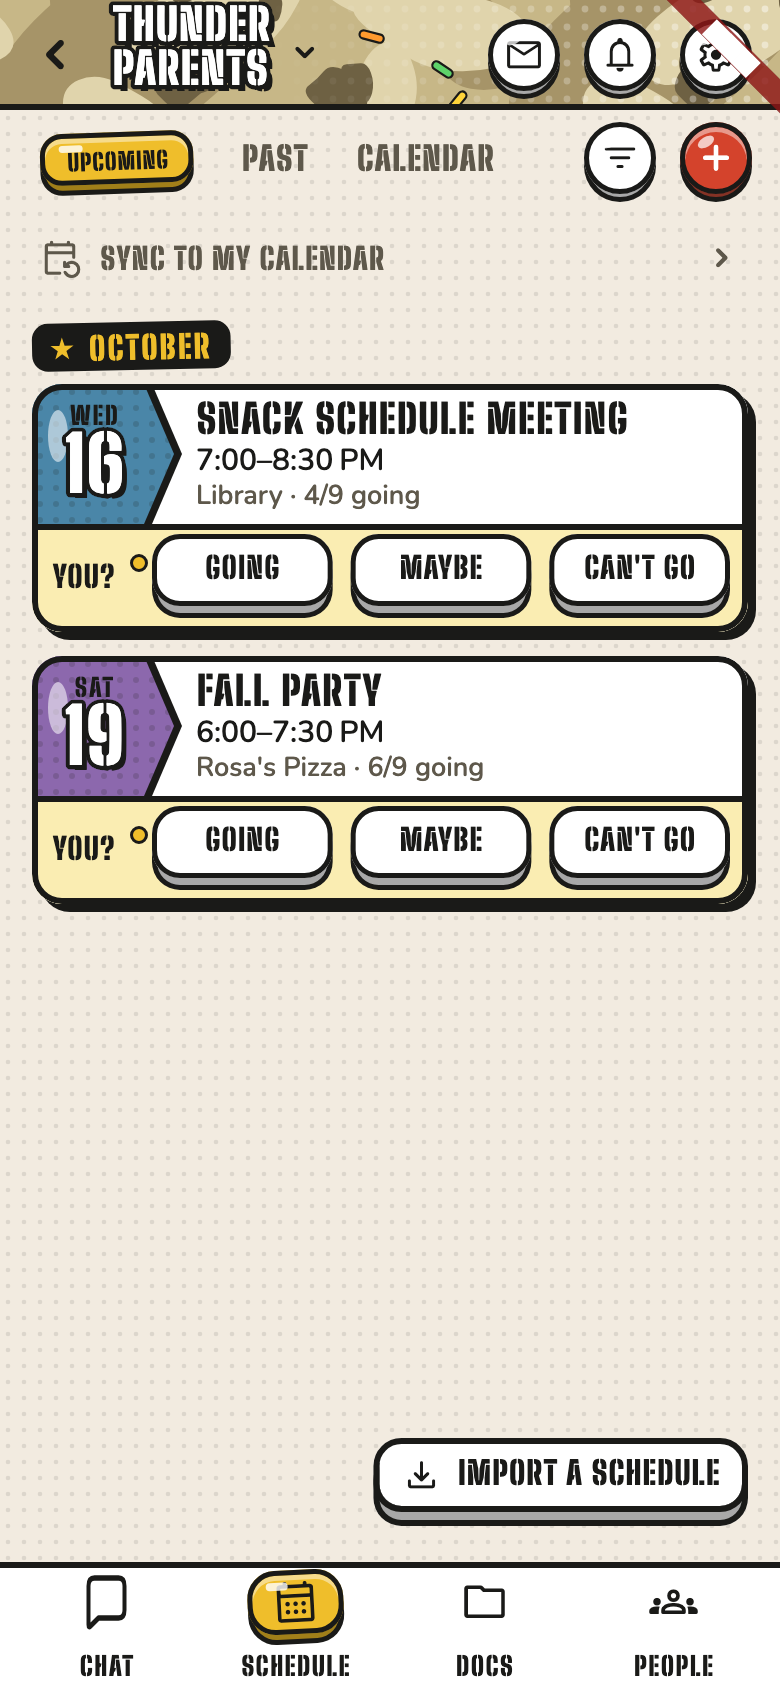 THUNDER
PARENTS
UPCOMING PAST CALENDAR
SYNC TO MY CALENDAR
★ OCTOBER
WED
16
SNACK SCHEDULE MEETING
7:00–8:30 PM
Library · 4/9 going
YOU? GOING MAYBE CAN'T GO
SAT
19
FALL PARTY
6:00–7:30 PM
Rosa's Pizza · 6/9 going
YOU? GOING MAYBE CAN'T GO
IMPORT A SCHEDULE
CHAT SCHEDULE DOCS PEOPLE